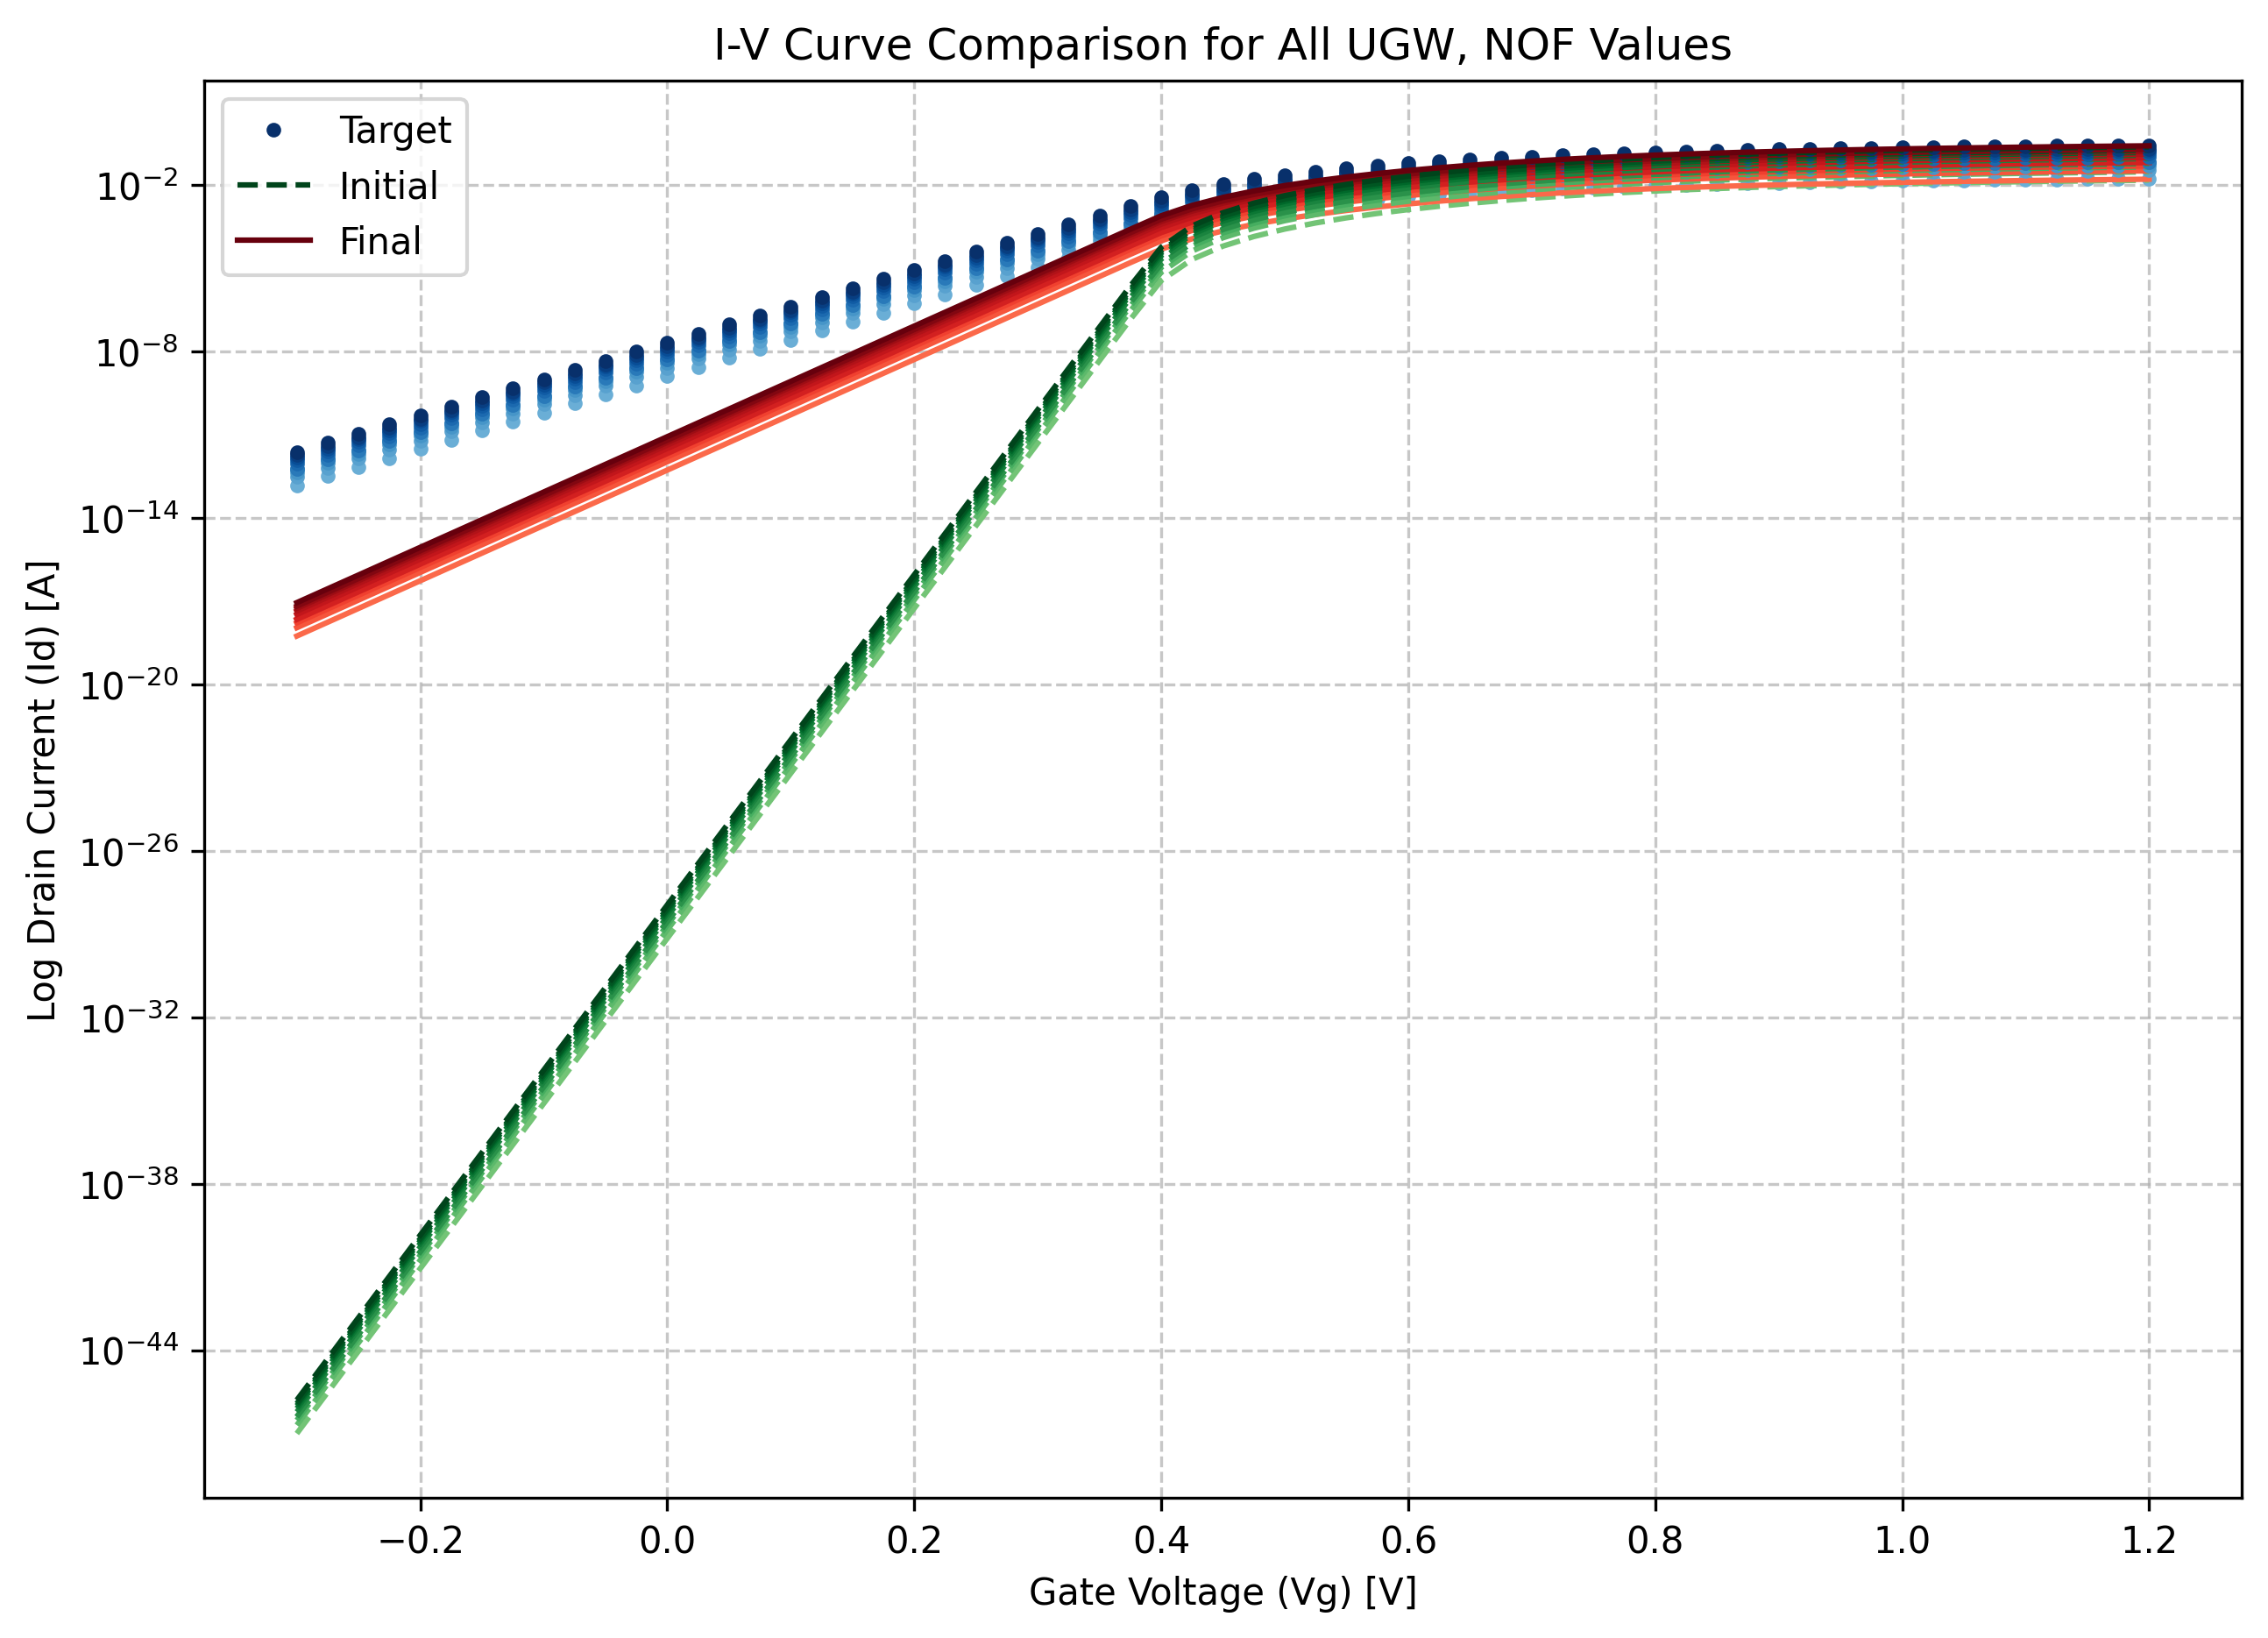 I-V Curve Comparison for All UGW, NOF Values
Target
Initial
Final
Log Drain Current (Id) [A]
10⁻²
10⁻⁸
10⁻¹⁴
10⁻²⁰
10⁻²⁶
10⁻³²
10⁻³⁸
10⁻⁴⁴
−0.2 0.0 0.2 0.4 0.6 0.8 1.0 1.2
Gate Voltage (Vg) [V]